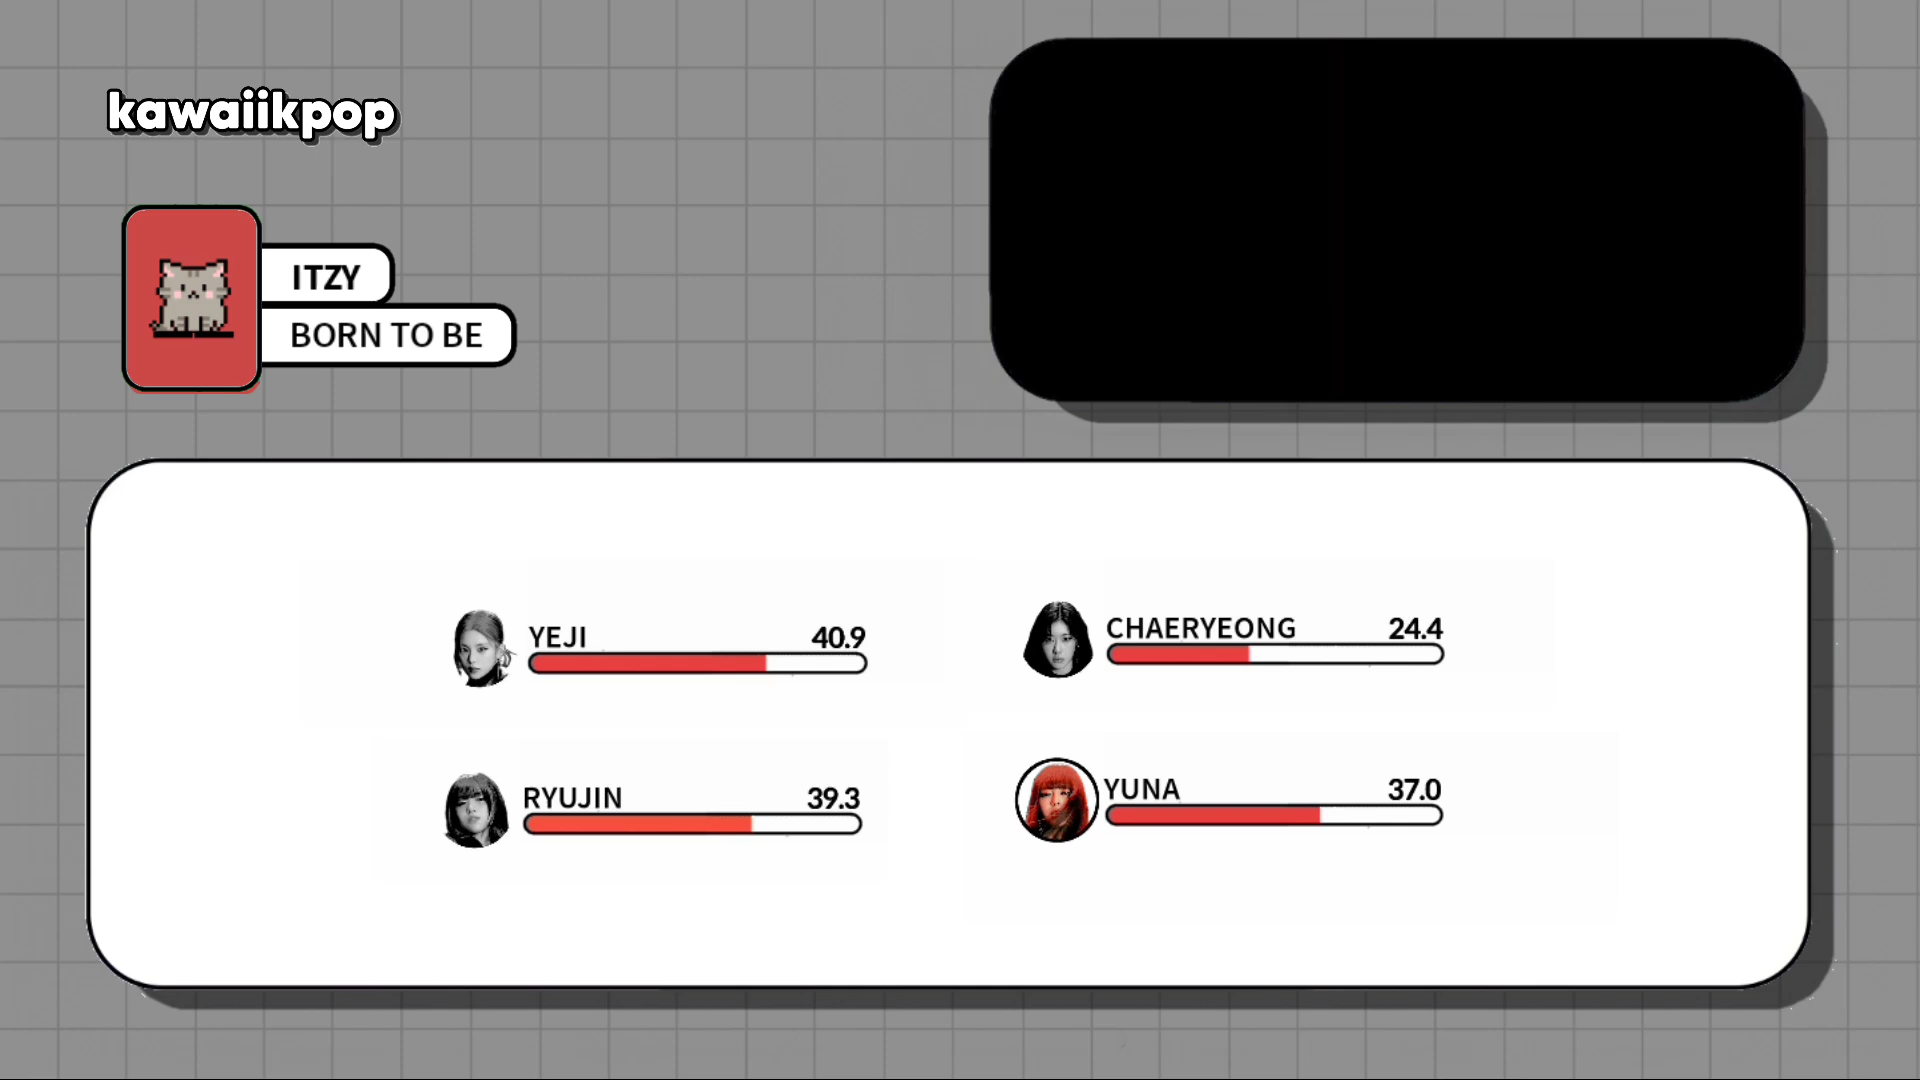 kawaiikpop
ITZY
BORN TO BE
YEJI 40.9
CHAERYEONG 24.4
RYUJIN 39.3
YUNA 37.0